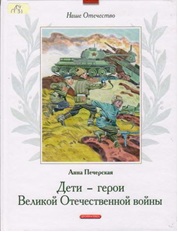 Наше Отечество
Анна Печерская
Дети – герои
Великой Отечественной войны